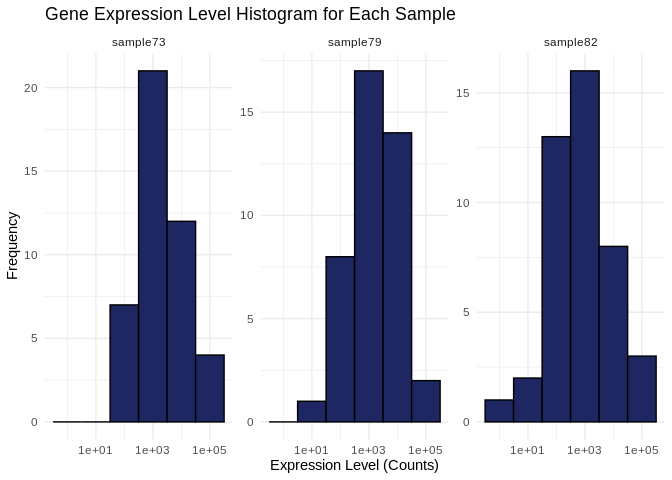 Gene Expression Level Histogram for Each Sample
sample73 sample79 sample82
20
15
10
5
0
15
10
5
0
15
10
5
0
Frequency
1e+01 1e+03 1e+05 1e+01 1e+03 1e+05 1e+01 1e+03 1e+05
Expression Level (Counts)